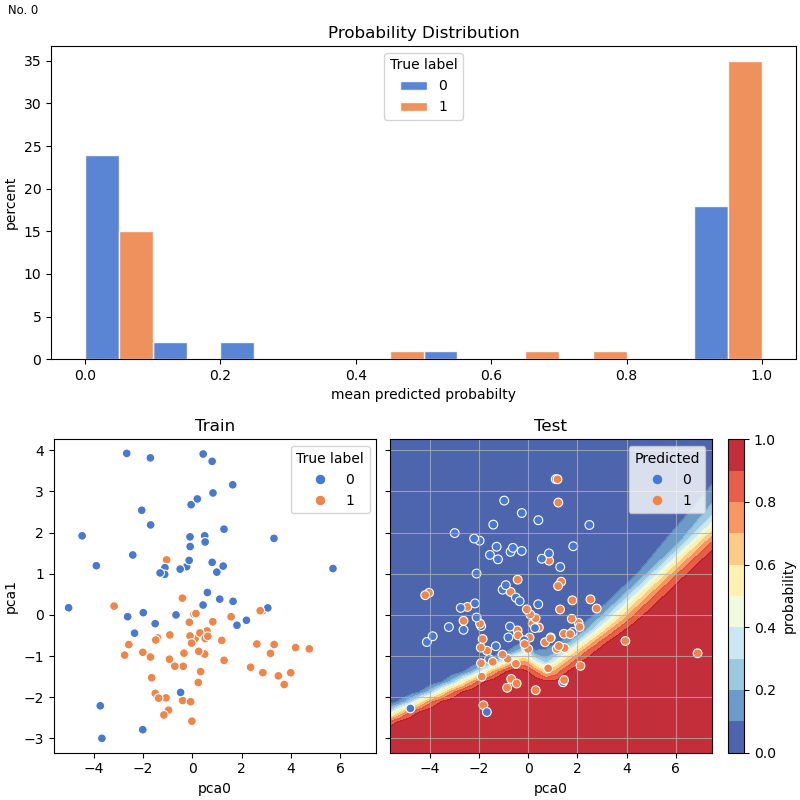 No. 0
Probability Distribution
True label
0
1
percent
35
30
25
20
15
10
5
0
0.0 0.2 0.4 0.6 0.8 1.0
mean predicted probabilty
Train
True label
0
1
pca1
4
3
2
1
0
−1
−2
−3
−4 −2 0 2 4 6
pca0
Test
Predicted
0
1
−4 −2 0 2 4 6
pca0
1.0
0.8
0.6
0.4
0.2
0.0
probability